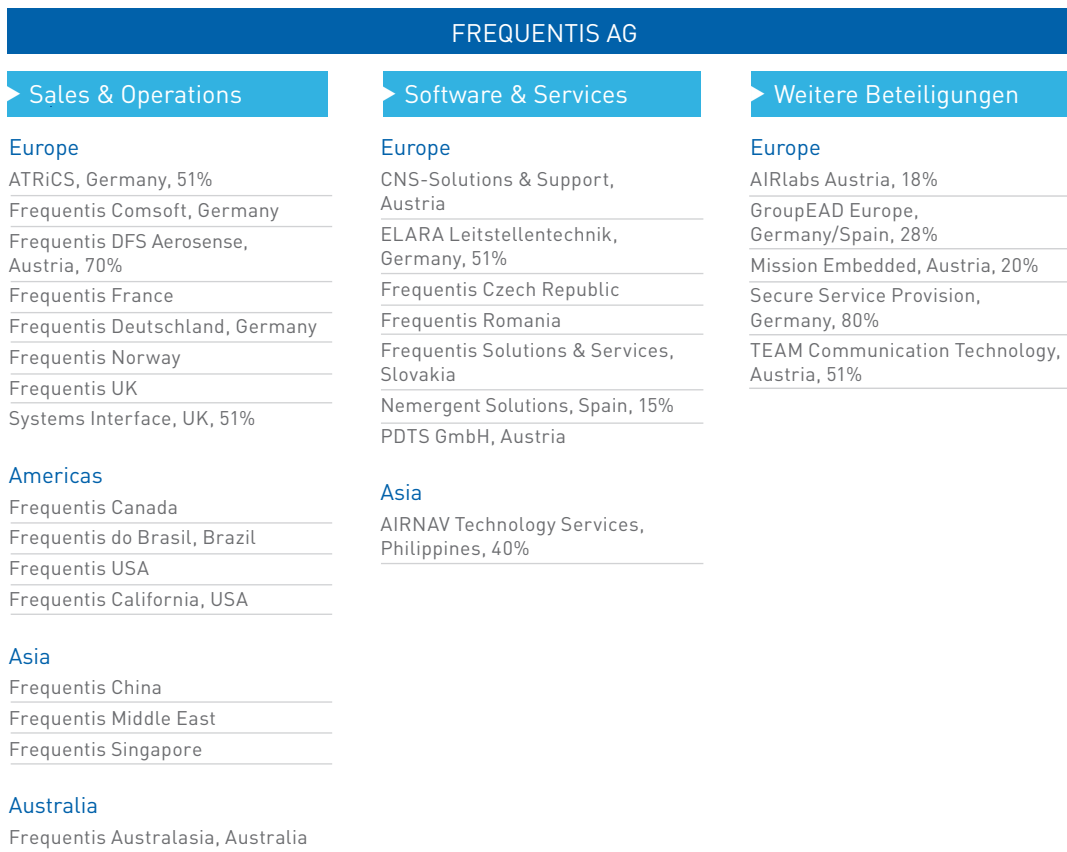 FREQUENTIS AG
Sales & Operations
Europe
ATRiCS, Germany, 51%
Frequentis Comsoft, Germany
Frequentis DFS Aerosense,
Austria, 70%
Frequentis France
Frequentis Deutschland, Germany
Frequentis Norway
Frequentis UK
Systems Interface, UK, 51%
Americas
Frequentis Canada
Frequentis do Brasil, Brazil
Frequentis USA
Frequentis California, USA
Asia
Frequentis China
Frequentis Middle East
Frequentis Singapore
Australia
Frequentis Australasia, Australia
Software & Services
Europe
CNS-Solutions & Support,
Austria
ELARA Leitstellentechnik,
Germany, 51%
Frequentis Czech Republic
Frequentis Romania
Frequentis Solutions & Services,
Slovakia
Nemergent Solutions, Spain, 15%
PDTS GmbH, Austria
Asia
AIRNAV Technology Services,
Philippines, 40%
Weitere Beteiligungen
Europe
AIRlabs Austria, 18%
GroupEAD Europe,
Germany/Spain, 28%
Mission Embedded, Austria, 20%
Secure Service Provision,
Germany, 80%
TEAM Communication Technology,
Austria, 51%